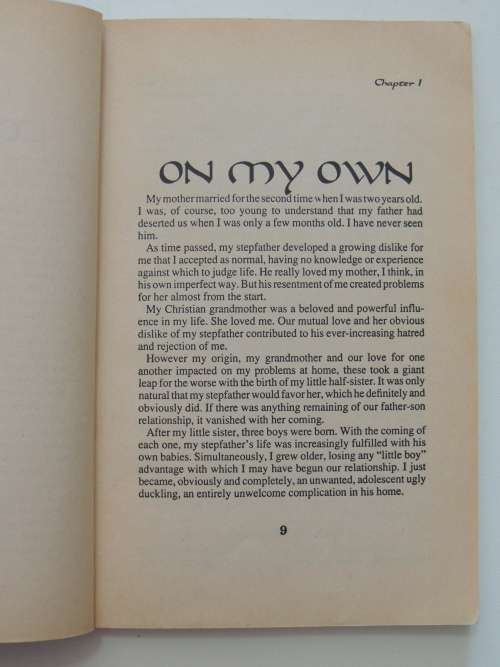 Chapter 1
ON MY OWN
My mother married for the second time when I was two years old.
I was, of course, too young to understand that my father had
deserted us when I was only a few months old. I have never seen
him.
As time passed, my stepfather developed a growing dislike for
me that I accepted as normal, having no knowledge or experience
against which to judge life. He really loved my mother, I think, in
his own imperfect way. But his resentment of me created problems
for her almost from the start.
My Christian grandmother was a beloved and powerful influ-
ence in my life. She loved me. Our mutual love and her obvious
dislike of my stepfather contributed to his ever-increasing hatred
and rejection of me.
However my origin, my grandmother and our love for one
another impacted on my problems at home, these took a giant
leap for the worse with the birth of my little half-sister. It was only
natural that my stepfather would favor her, which he definitely and
obviously did. If there was anything remaining of our father-son
relationship, it vanished with her coming.
After my little sister, three boys were born. With the coming of
each one, my stepfather's life was increasingly fulfilled with his
own babies. Simultaneously, I grew older, losing any “little boy”
advantage with which I may have begun our relationship. I just
became, obviously and completely, an unwanted, adolescent ugly
duckling, an entirely unwelcome complication in his home.
9